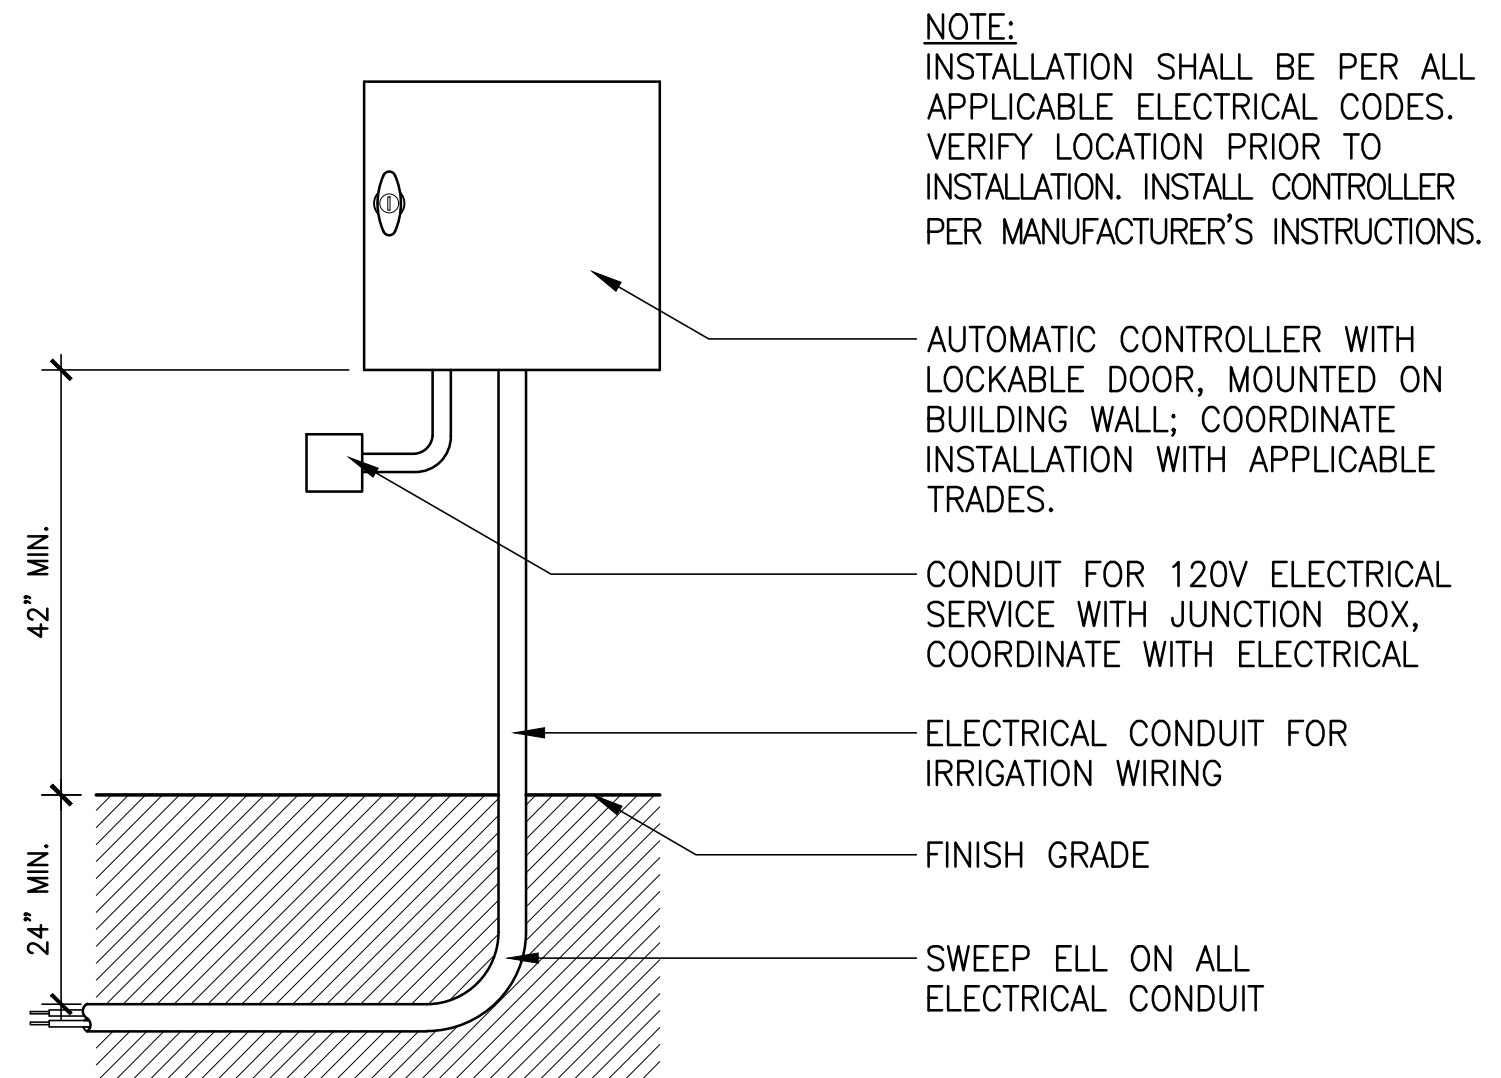 NOTE:
INSTALLATION SHALL BE PER ALL
APPLICABLE ELECTRICAL CODES.
VERIFY LOCATION PRIOR TO
INSTALLATION. INSTALL CONTROLLER
PER MANUFACTURER'S INSTRUCTIONS.
AUTOMATIC CONTROLLER WITH
LOCKABLE DOOR, MOUNTED ON
BUILDING WALL; COORDINATE
INSTALLATION WITH APPLICABLE
TRADES.
CONDUIT FOR 120V ELECTRICAL
SERVICE WITH JUNCTION BOX,
COORDINATE WITH ELECTRICAL
ELECTRICAL CONDUIT FOR
IRRIGATION WIRING
FINISH GRADE
SWEEP ELL ON ALL
ELECTRICAL CONDUIT
42" MIN.
24" MIN.